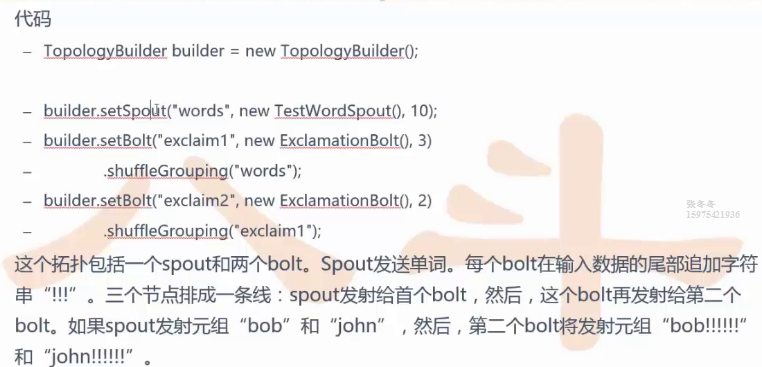 代码
– TopologyBuilder builder = new TopologyBuilder();
– builder.setSpout("words", new TestWordSpout(), 10);
– builder.setBolt("exclaim1", new ExclamationBolt(), 3)
– .shuffleGrouping("words");
– builder.setBolt("exclaim2", new ExclamationBolt(), 2)
张冬冬
15975421936
– .shuffleGrouping("exclaim1");
这个拓扑包括一个spout和两个bolt。Spout发送单词。每个bolt在输入数据的尾部追加字符
串“!!!”。三个节点排成一条线：spout发射给首个bolt，然后，这个bolt再发射给第二个
bolt。如果spout发射元组“bob”和“john”，然后，第二个bolt将发射元组“bob!!!!!!”
和“john!!!!!!”。
八斗